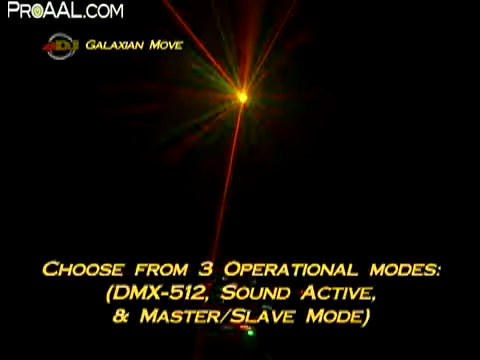 ProAAL.com
ADJ Galaxian Move
Choose from 3 Operational modes:
(DMX-512, Sound Active,
& Master/Slave Mode)